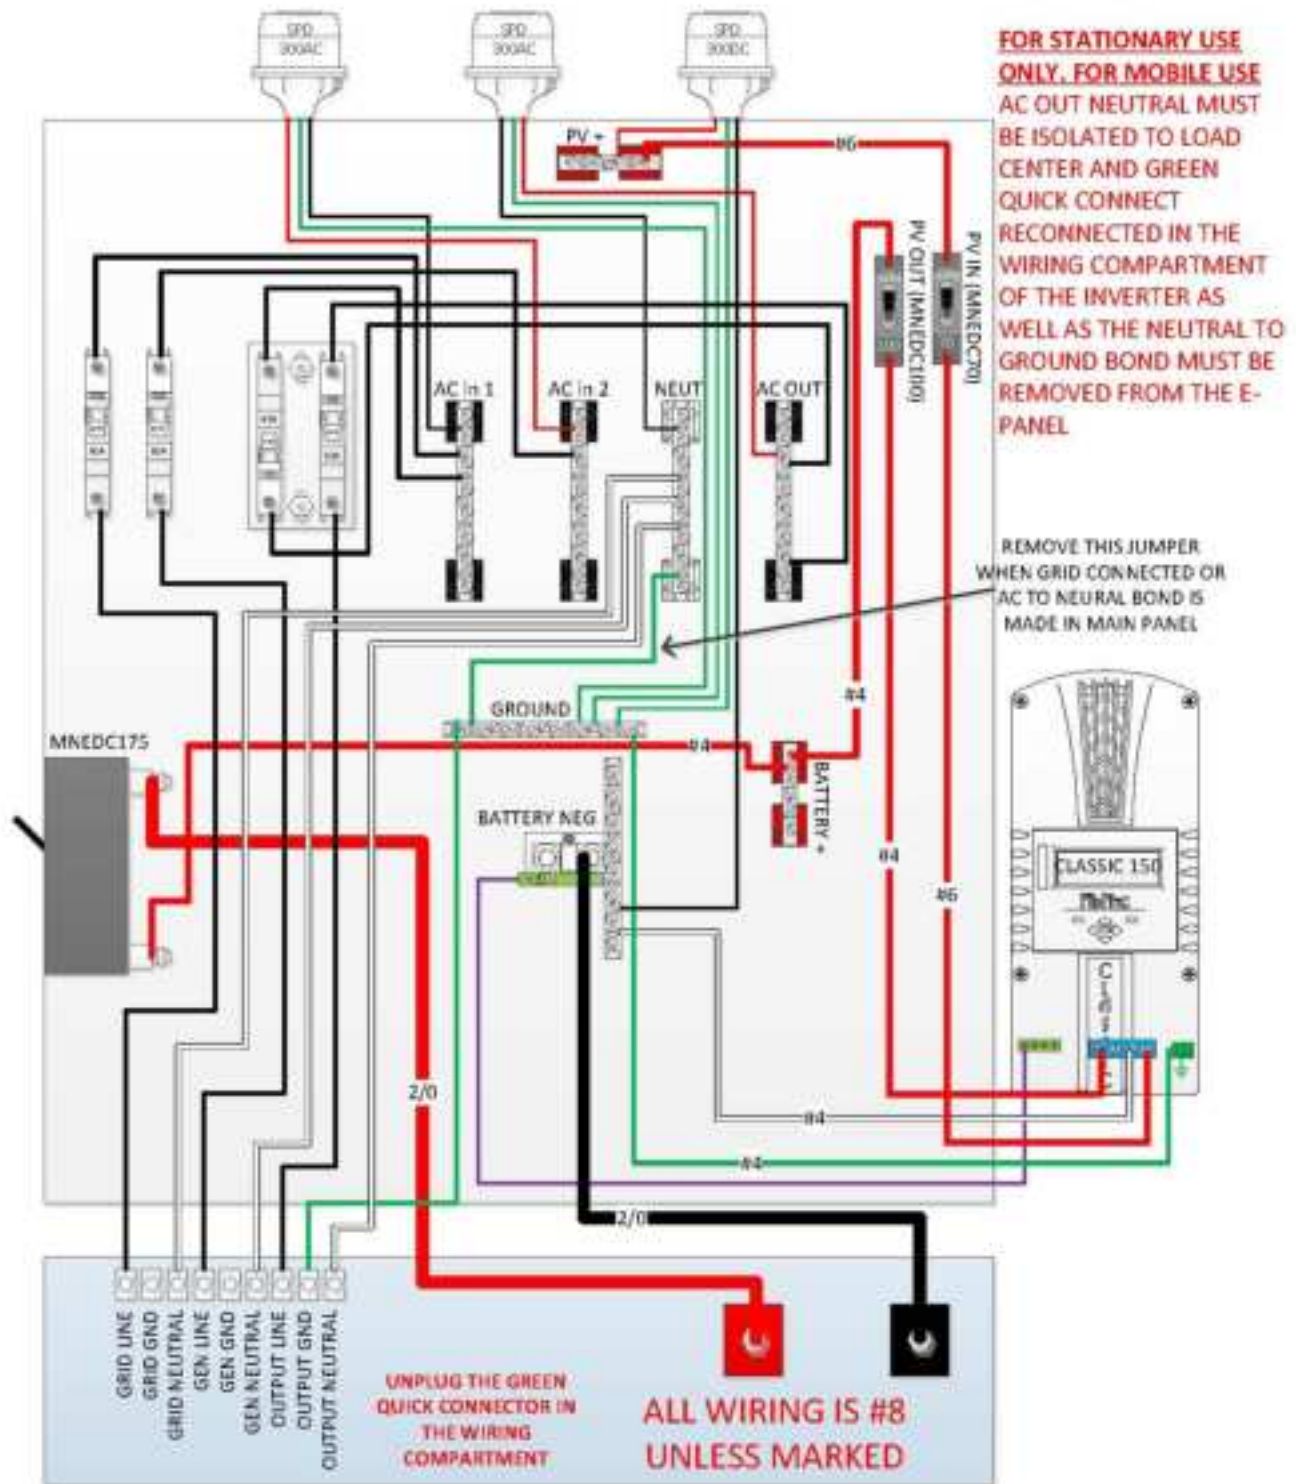 SPD
300AC
SPD
300AC
SPD
300DC
FOR STATIONARY USE
ONLY. FOR MOBILE USE
AC OUT NEUTRAL MUST
BE ISOLATED TO LOAD
CENTER AND GREEN
QUICK CONNECT
RECONNECTED IN THE
WIRING COMPARTMENT
OF THE INVERTER AS
WELL AS THE NEUTRAL TO
GROUND BOND MUST BE
REMOVED FROM THE E-
PANEL
PV +
#6
PV OUT (MNEDC100)
PV IN (MNEDC70)
AC In 1
AC In 2
NEUT
AC OUT
REMOVE THIS JUMPER
WHEN GRID CONNECTED OR
AC TO NEURAL BOND IS
MADE IN MAIN PANEL
#4
GROUND
MNEDC175
#4
BATTERY +
BATTERY NEG
#4
#6
CLASSIC 150
2/0
#4
#4
2/0
GRID LINE
GRID GND
GRID NEUTRAL
GEN LINE
GEN GND
GEN NEUTRAL
OUTPUT LINE
OUTPUT GND
OUTPUT NEUTRAL
UNPLUG THE GREEN
QUICK CONNECTOR IN
THE WIRING
COMPARTMENT
ALL WIRING IS #8
UNLESS MARKED